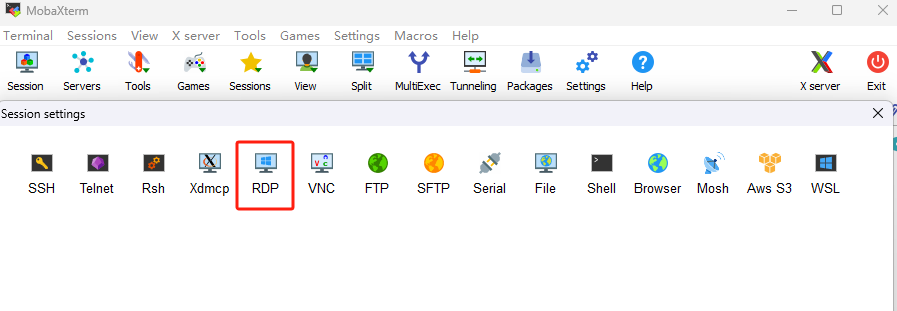 MobaXterm
Terminal Sessions View X server Tools Games Settings Macros Help
Session Servers Tools Games Sessions View Split MultiExec Tunneling Packages Settings Help X server Exit
Session settings
SSH Telnet Rsh Xdmcp RDP VNC FTP SFTP Serial File Shell Browser Mosh Aws S3 WSL